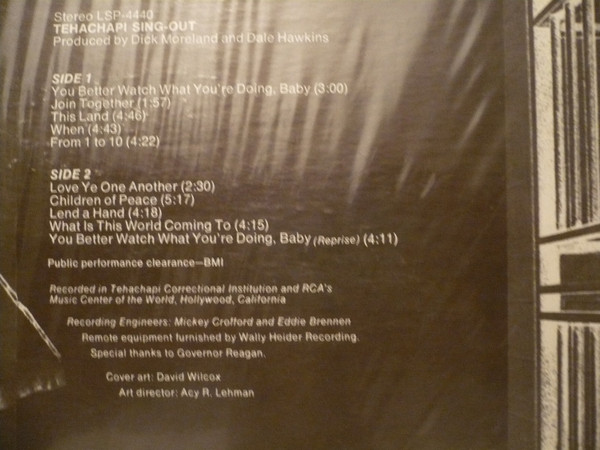 Stereo LSP-4440
TEHACHAPI SING-OUT
Produced by Dick Moreland and Dale Hawkins
SIDE 1
You Better Watch What You're Doing, Baby (3:00)
Join Together (1:57)
This Land (4:46)
When (4:43)
From 1 to 10 (4:22)
SIDE 2
Love Ye One Another (2:30)
Children of Peace (5:17)
Lend a Hand (4:18)
What Is This World Coming To (4:15)
You Better Watch What You're Doing, Baby (Reprise) (4:11)
Public performance clearance—BMI
Recorded in Tehachapi Correctional Institution and RCA's
Music Center of the World, Hollywood, California
Recording Engineers: Mickey Crofford and Eddie Brennen
Remote equipment furnished by Wally Heider Recording.
Special thanks to Governor Reagan.
Cover art: David Wilcox
Art director: Acy R. Lehman